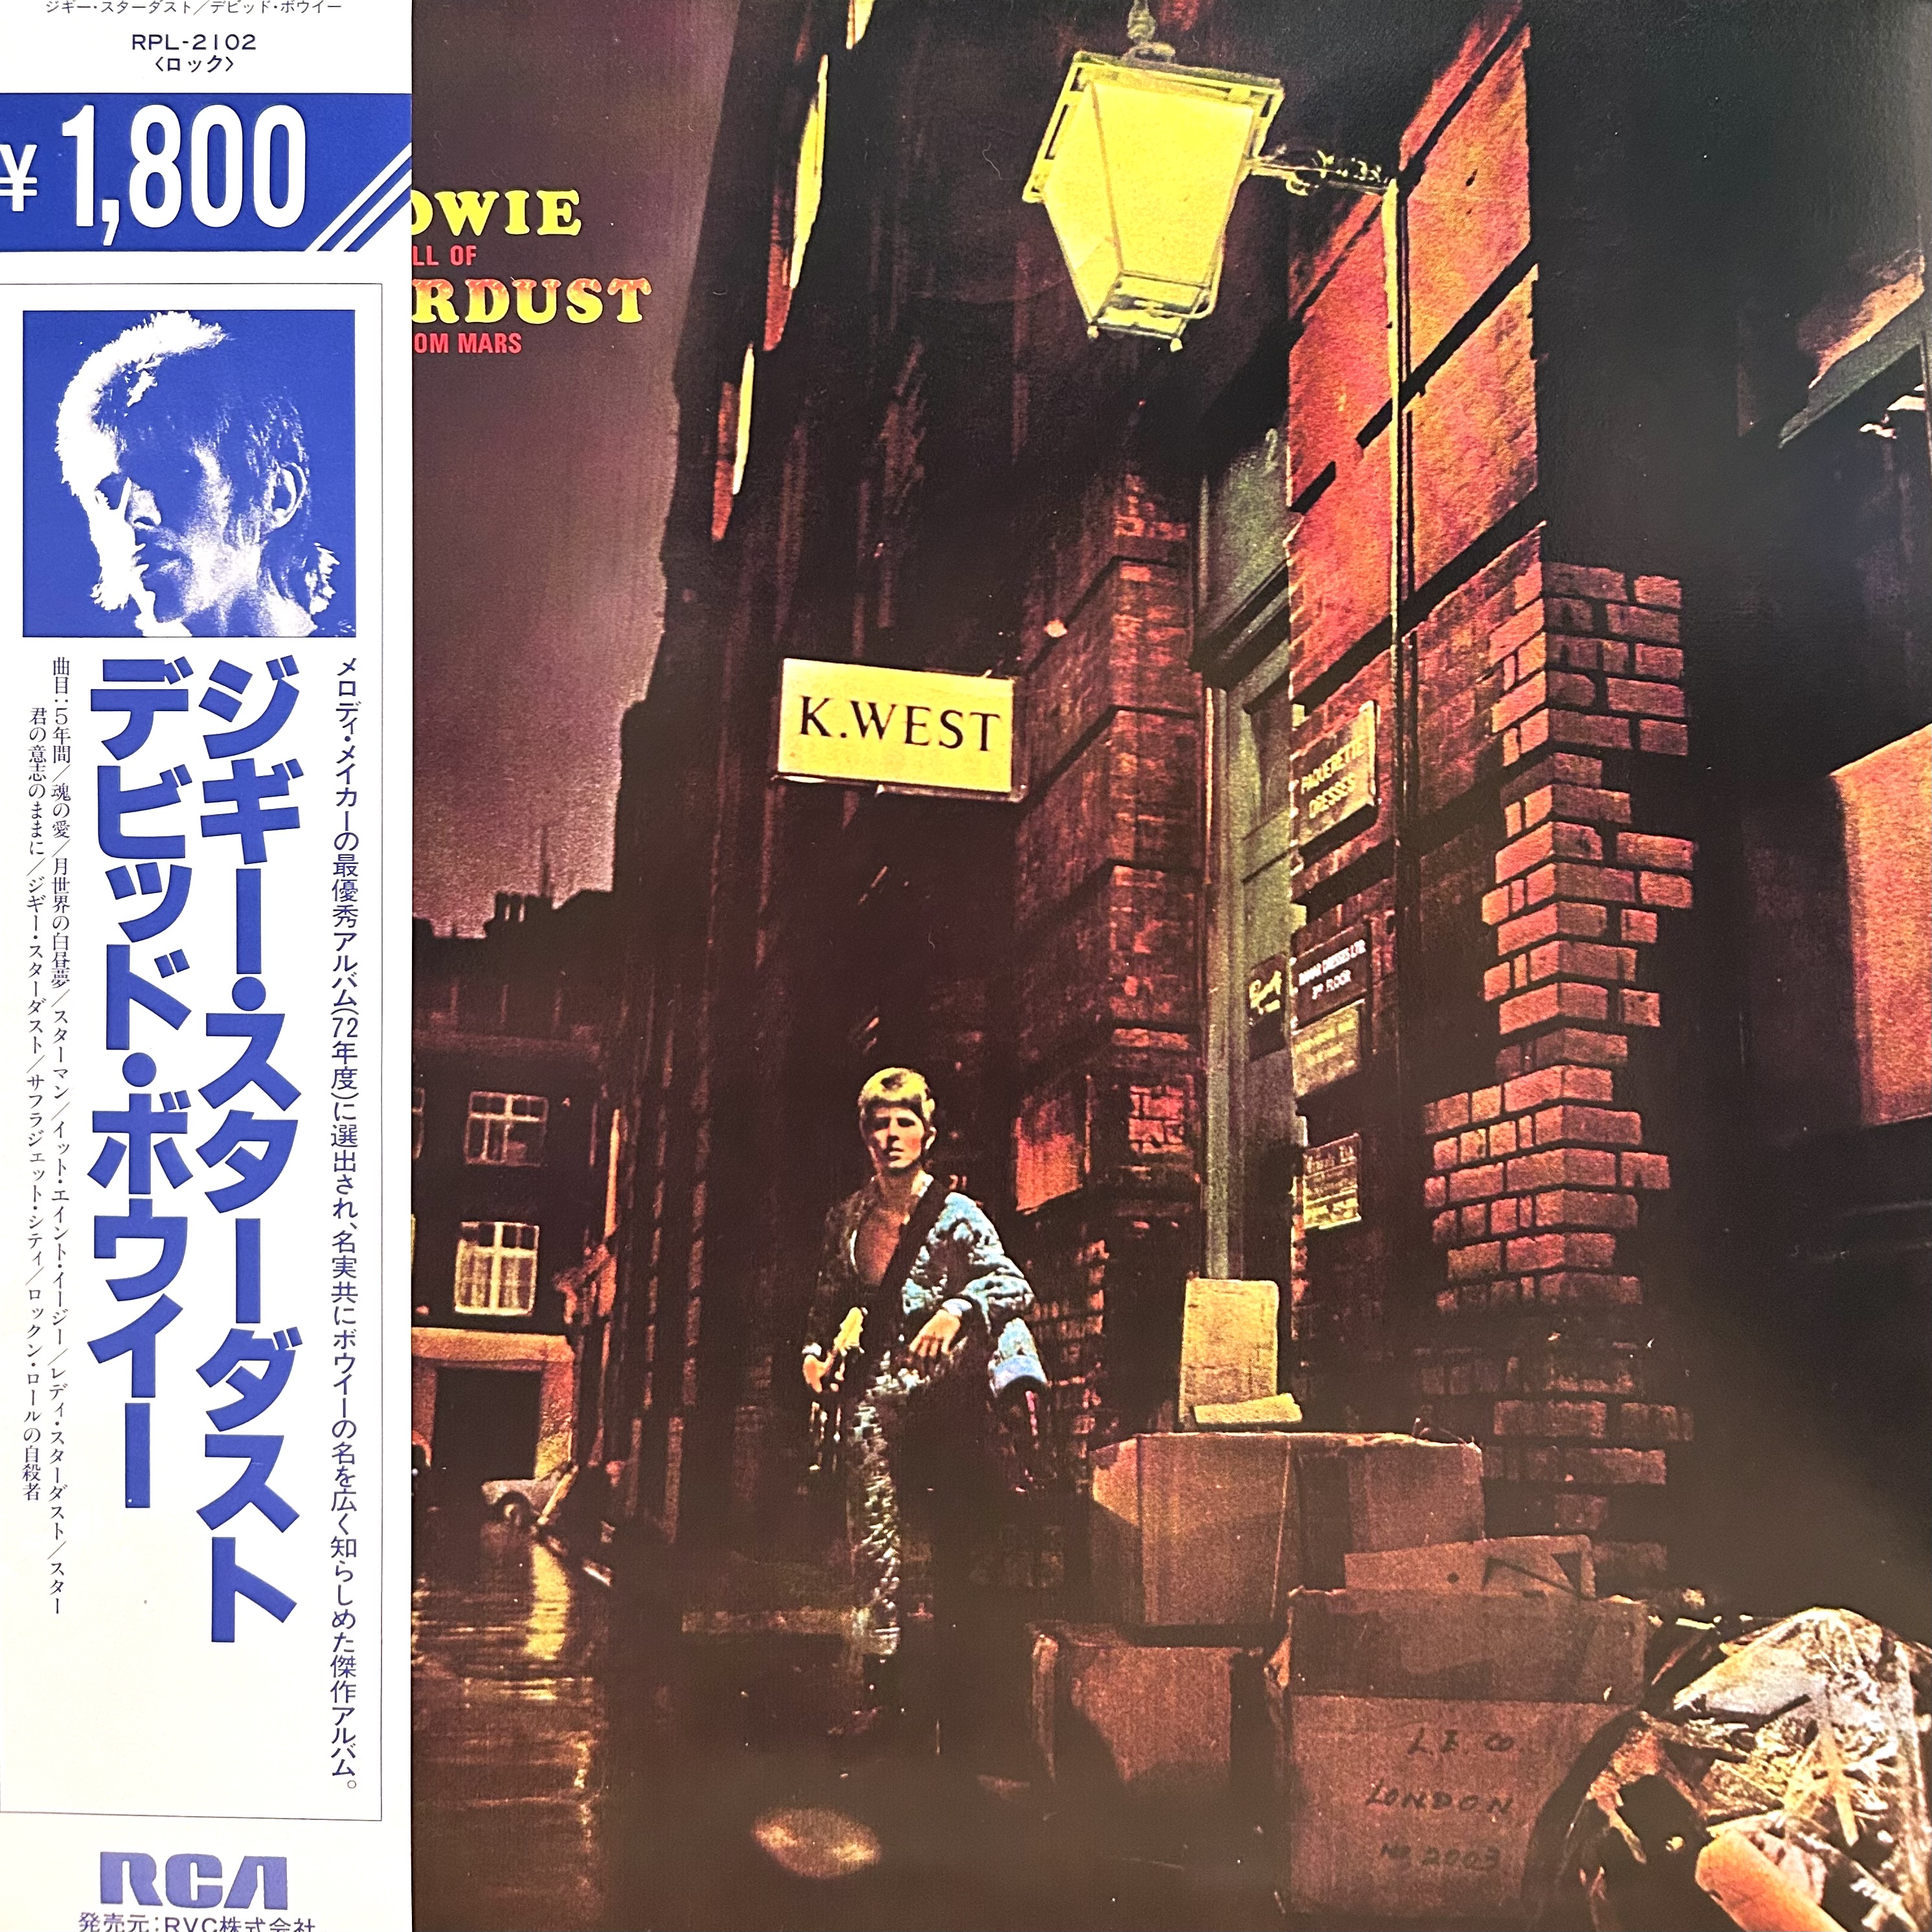 ジギー・スターダスト／デビッド・ボウイー
RPL-2102
〈ロック〉
¥1,800
メロディ・メイカーの最優秀アルバム(72年度)に選出され、名実共にボウイーの名を広く知らしめた傑作アルバム。
ジギー・スターダスト
デビッド・ボウイー
曲目：5年間／魂の愛／月世界の白昼夢／スターマン／イット・エイント・イージー／レディ・スターダスト／スター
君の意志のままに／ジギー・スターダスト／サフラジェット・シティ／ロックン・ロールの自殺者
RCA
発売元：RVC株式会社
OWIE
LL OF
RDUST
OM MARS
K.WEST
PAQUERETTE
DRESSES
DRESSES LTD.
3RD FLOOR
21
L.I. CO.
LONDON
NO. 2003